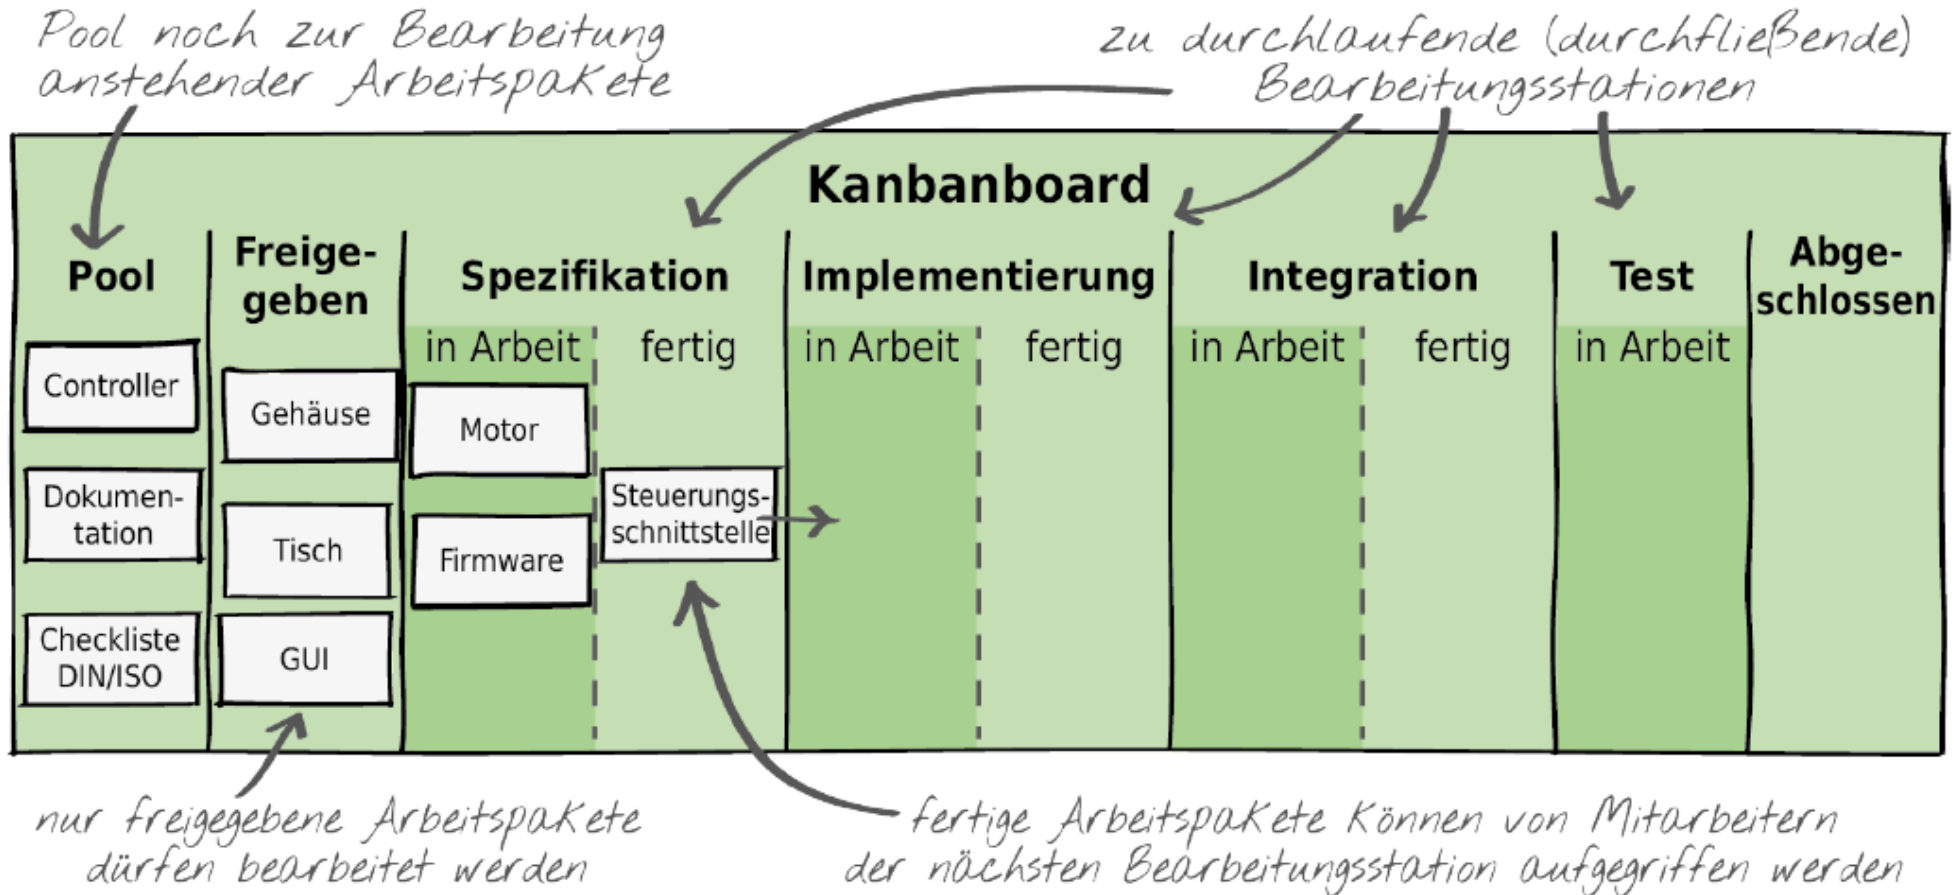 Pool noch zur Bearbeitung
anstehender Arbeitspakete
zu durchlaufende (durchfließende)
Bearbeitungsstationen
Kanbanboard
Pool
Freige-
geben
Spezifikation
Implementierung
Integration
Test
Abge-
schlossen
in Arbeit
fertig
in Arbeit
fertig
in Arbeit
fertig
in Arbeit
Controller
Dokumen-
tation
Checkliste
DIN/ISO
Gehäuse
Tisch
GUI
Motor
Firmware
Steuerungs-
schnittstelle
nur freigegebene Arbeitspakete
dürfen bearbeitet werden
fertige Arbeitspakete können von Mitarbeitern
der nächsten Bearbeitungsstation aufgegriffen werden